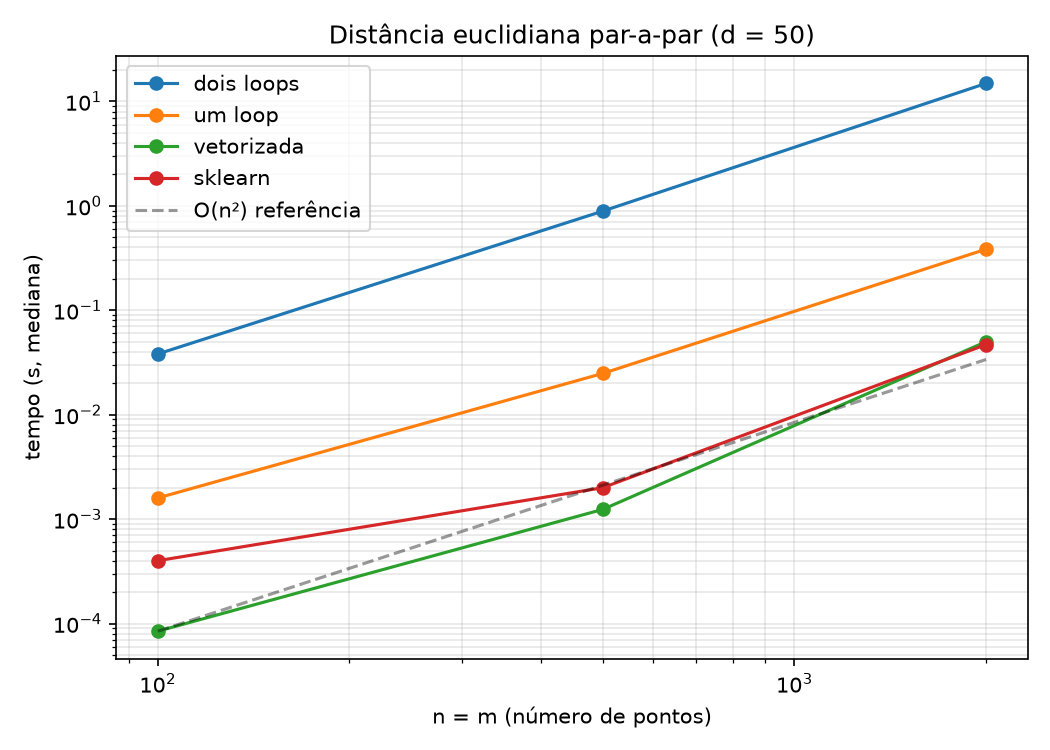 Distância euclidiana par-a-par (d = 50)
dois loops
um loop
vetorizada
sklearn
O(n²) referência
10¹
10⁰
10⁻¹
10⁻²
10⁻³
10⁻⁴
tempo (s, mediana)
10²
10³
n = m (número de pontos)